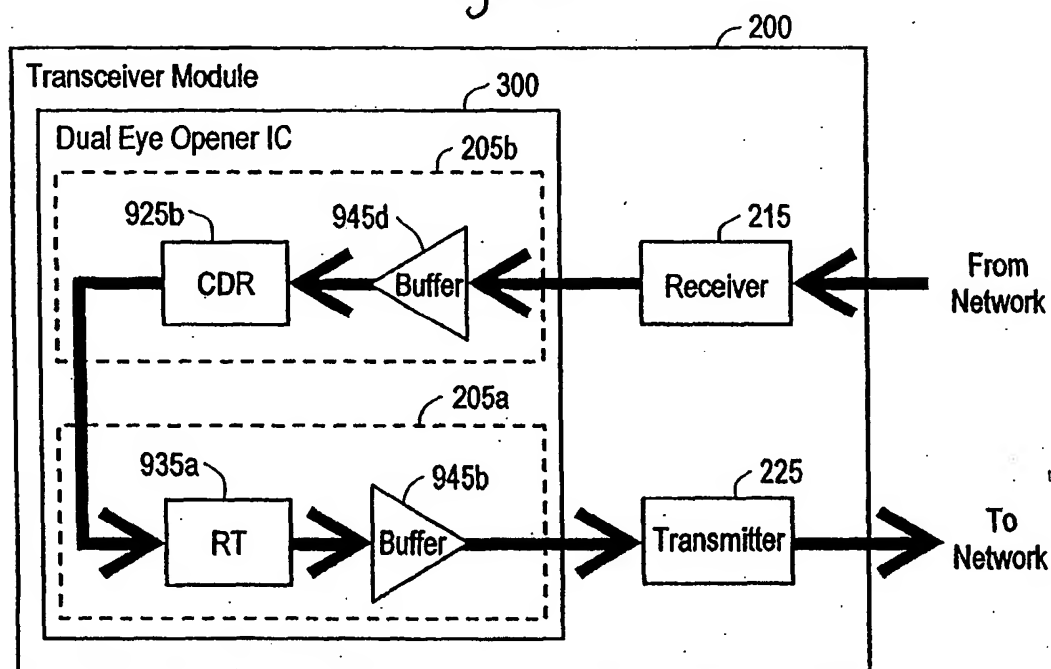 200
Transceiver Module
300
Dual Eye Opener IC
205b
925b
945d
215
CDR
Buffer
Receiver
From
Network
205a
935a
945b
225
RT
Buffer
Transmitter
To
Network